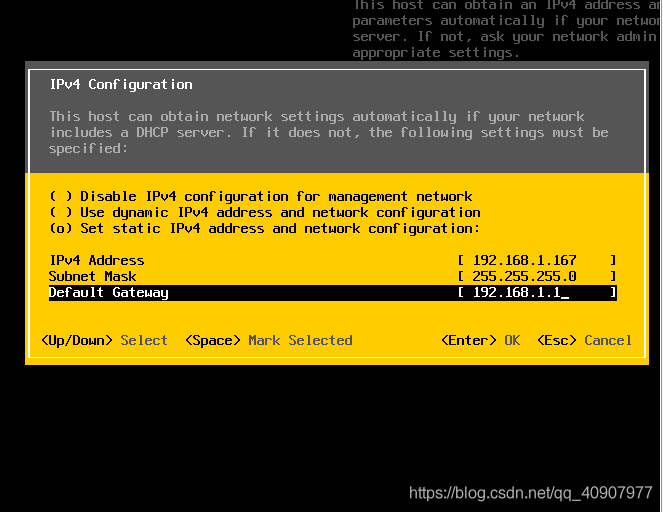 This host can obtain an IPv4 address an
parameters automatically if your networ
server. If not, ask your network admin
appropriate settings.
IPv4 Configuration
This host can obtain network settings automatically if your network
includes a DHCP server. If it does not, the following settings must be
specified:
( ) Disable IPv4 configuration for management network
( ) Use dynamic IPv4 address and network configuration
(o) Set static IPv4 address and network configuration:
IPv4 Address [ 192.168.1.167 ]
Subnet Mask [ 255.255.255.0 ]
Default Gateway [ 192.168.1.1_ ]
<Up/Down> Select <Space> Mark Selected <Enter> OK <Esc> Cancel
https://blog.csdn.net/qq_40907977